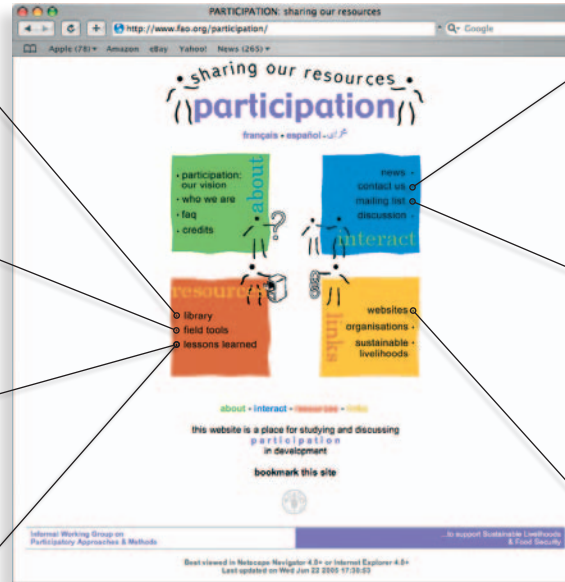 PARTICIPATION: sharing our resources
http://www.fao.org/participation/
Google
Apple (78) Amazon eBay Yahoo! News (265)
sharing our resources
participation
français • español •
about
• participation:
our vision
• who we are
• faq
• credits
news •
contact us
mailing list
discussion •
interact
resources
library
field tools
lessons learned
links
websites
organisations •
sustainable •
livelihoods
about • interact • resources • links
this website is a place for studying and discussing
participation
in development
bookmark this site
Informal Working Group on
Participatory Approaches & Methods
...to support Sustainable Livelihoods
& Food Security
Best viewed in Netscape Navigator 4.0+ or Internet Explorer 4.0+
Last updated on Wed Jun 22 2005